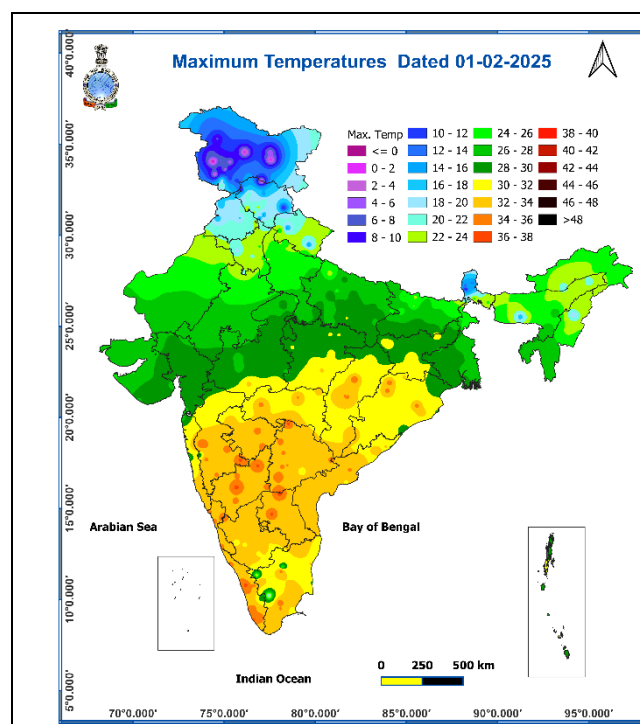 Maximum Temperatures Dated 01-02-2025
Max. Temp
<= 0
0 - 2
2 - 4
4 - 6
6 - 8
8 - 10
10 - 12
12 - 14
14 - 16
16 - 18
18 - 20
20 - 22
22 - 24
24 - 26
26 - 28
28 - 30
30 - 32
32 - 34
34 - 36
36 - 38
38 - 40
40 - 42
42 - 44
44 - 46
46 - 48
>48
40°0.000'
35°0.000'
30°0.000'
25°0.000'
20°0.000'
15°0.000'
10°0.000'
5°0.000'
Arabian Sea
Bay of Bengal
Indian Ocean
0 250 500 km
70°0.000' 75°0.000' 80°0.000' 85°0.000' 90°0.000' 95°0.000'